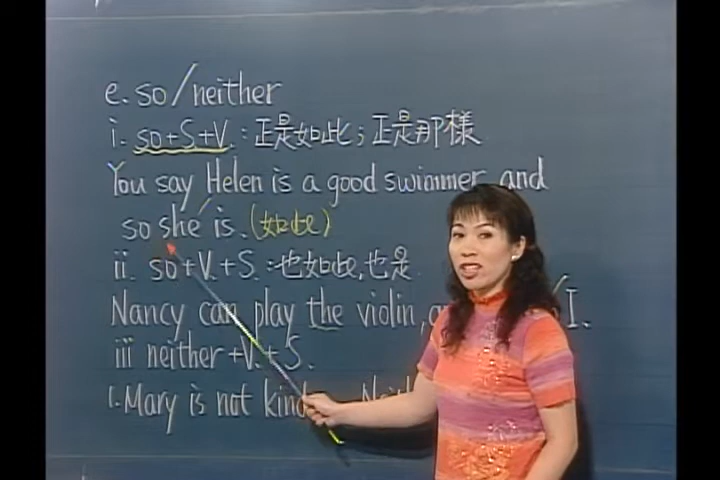 e. so/neither
i. so+S+V : 正是如此；正是那樣
You say Helen is a good swimmer and
so she is. (如此)
ii. so+V.+S. : 也如此,也是
Nancy can play the violin, I.
iii neither+V.+S.
1. Mary is not kind